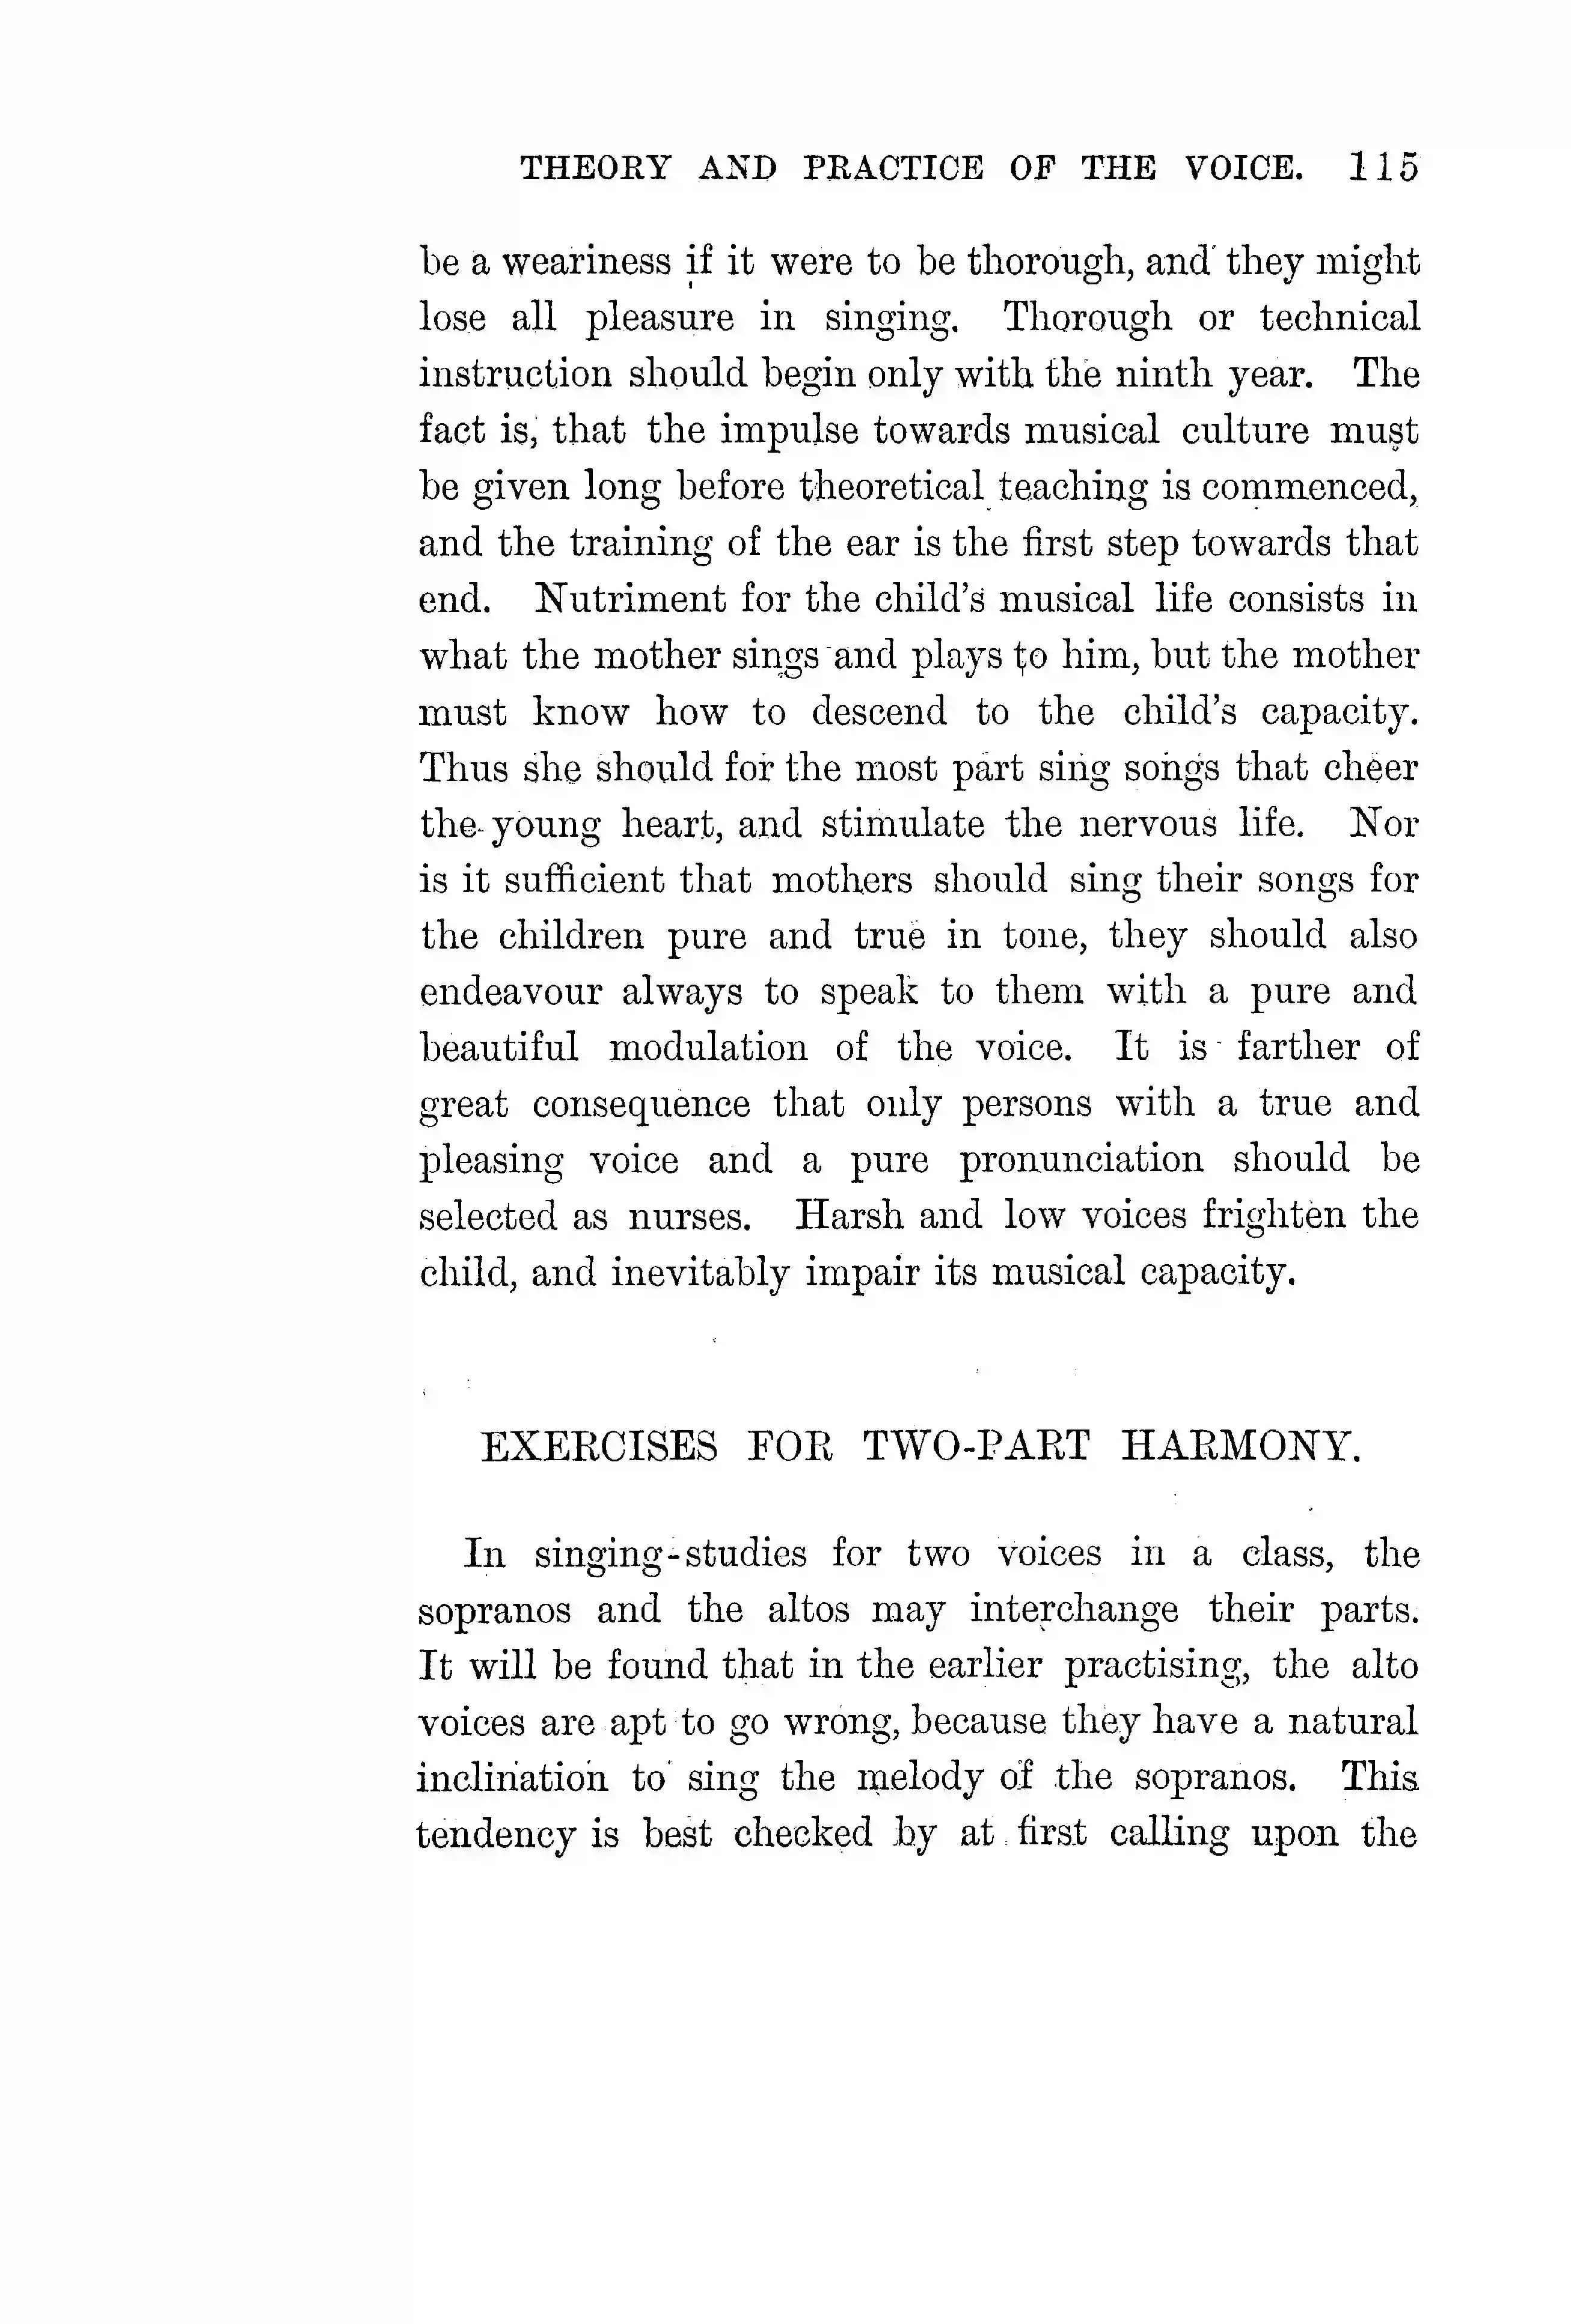 THEORY AND PRACTICE OF THE VOICE. 115
be a weariness if it were to be thorough, and they might
lose all pleasure in singing. Thorough or technical
instruction should begin only with the ninth year. The
fact is, that the impulse towards musical culture must
be given long before theoretical teaching is commenced,
and the training of the ear is the first step towards that
end. Nutriment for the child's musical life consists in
what the mother sings and plays to him, but the mother
must know how to descend to the child's capacity.
Thus she should for the most part sing songs that cheer
the young heart, and stimulate the nervous life. Nor
is it sufficient that mothers should sing their songs for
the children pure and true in tone, they should also
endeavour always to speak to them with a pure and
beautiful modulation of the voice. It is farther of
great consequence that only persons with a true and
pleasing voice and a pure pronunciation should be
selected as nurses. Harsh and low voices frighten the
child, and inevitably impair its musical capacity.
EXERCISES FOR TWO-PART HARMONY.
In singing-studies for two voices in a class, the
sopranos and the altos may interchange their parts.
It will be found that in the earlier practising, the alto
voices are apt to go wrong, because they have a natural
inclination to sing the melody of the sopranos. This
tendency is best checked by at first calling upon the